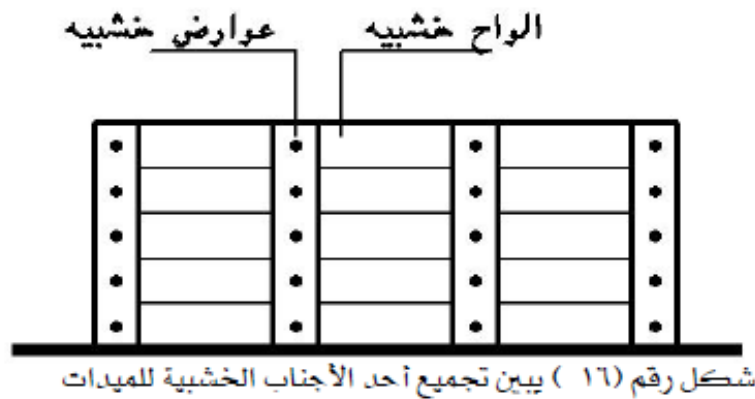 الواح خشبيه
عوارض خشبيه
شكل رقم (١٦ ) يبين تجميع أحد الأجناب الخشبية للميدات